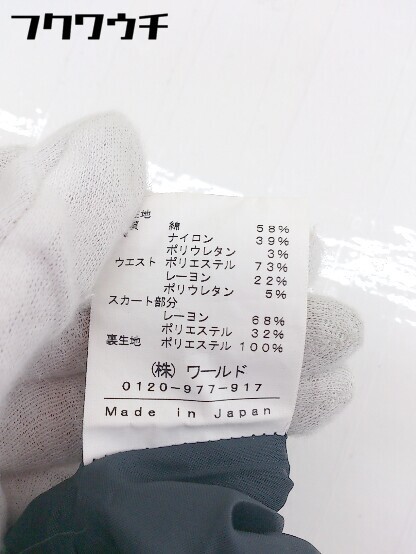 フクワウチ
生地
綿 58%
ナイロン 39%
ポリウレタン 3%
ウエスト ポリエステル 73%
レーヨン 22%
ポリウレタン 5%
スカート部分
レーヨン 68%
ポリエステル 32%
裏生地 ポリエステル 100%
(株) ワールド
0120-977-917
Made in Japan